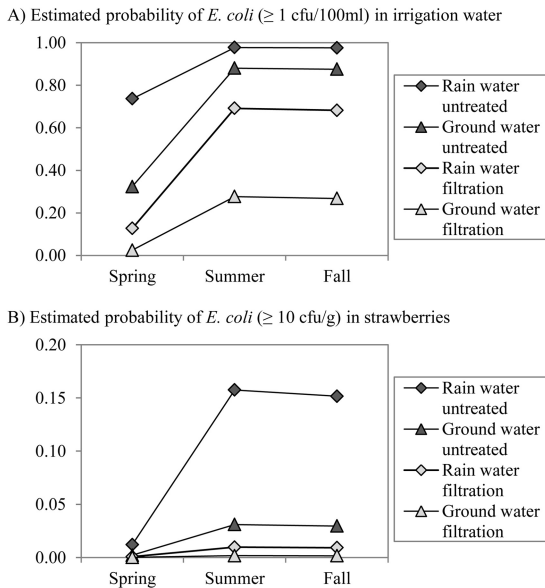 A) Estimated probability of E. coli (≥ 1 cfu/100ml) in irrigation water
1.00
0.80
0.60
0.40
0.20
0.00
Spring Summer Fall
Rain water
untreated
Ground water
untreated
Rain water
filtration
Ground water
filtration
B) Estimated probability of E. coli (≥ 10 cfu/g) in strawberries
0.20
0.15
0.10
0.05
0.00
Spring Summer Fall
Rain water
untreated
Ground water
untreated
Rain water
filtration
Ground water
filtration